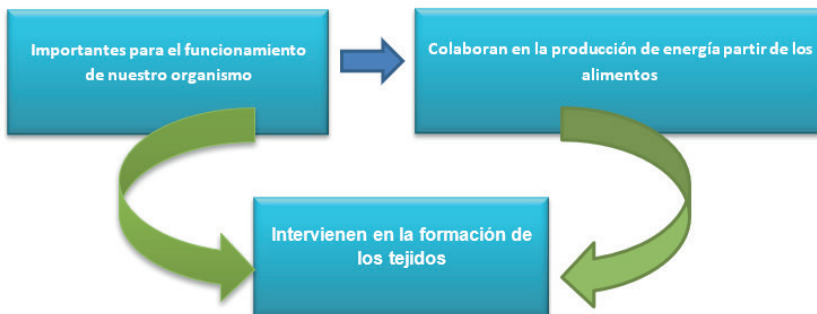 Importantes para el funcionamiento
de nuestro organismo
Colaboran en la producción de energía partir de los
alimentos
Intervienen en la formación de
los tejidos